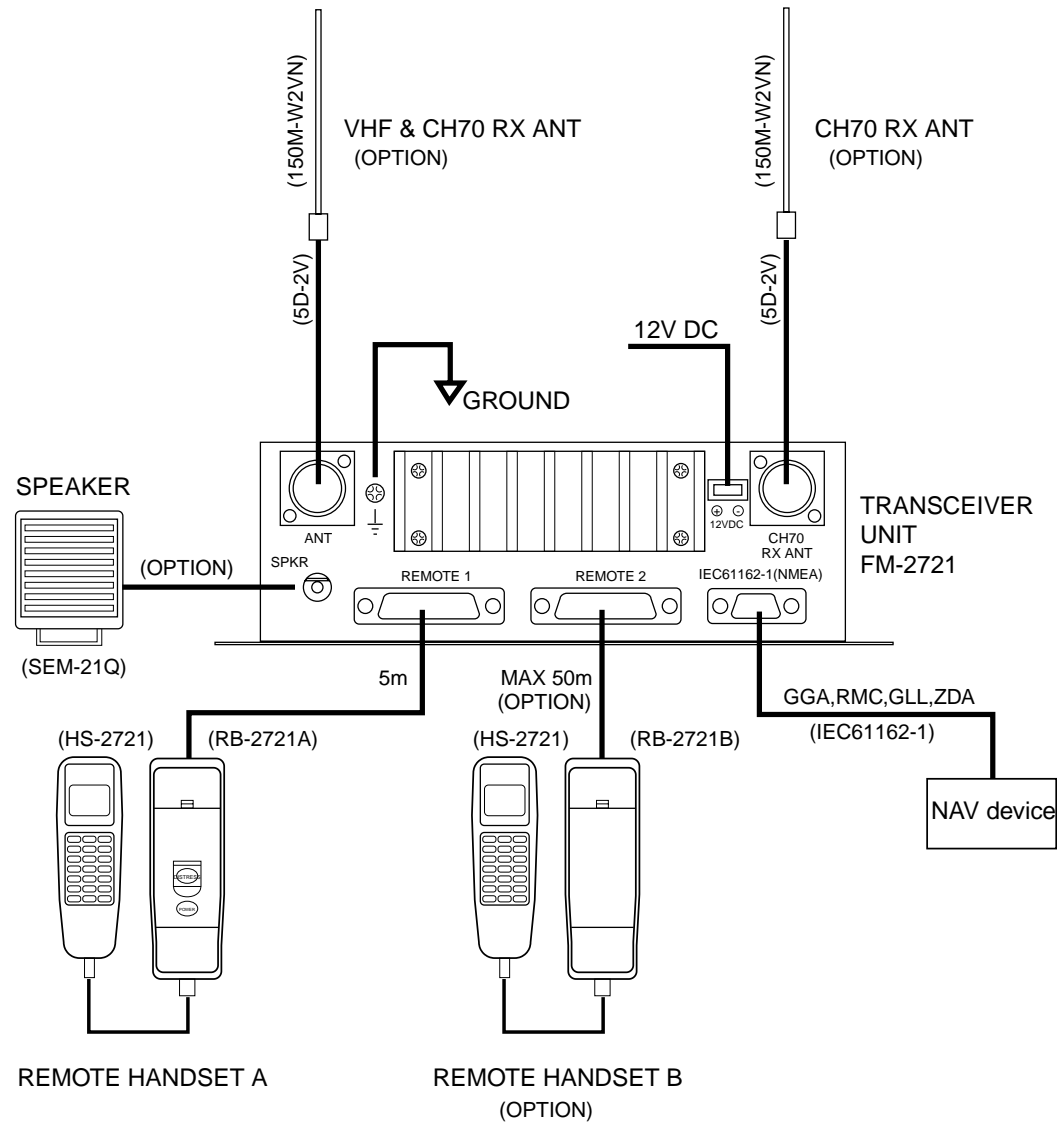 (150M-W2VN)
VHF & CH70 RX ANT
(OPTION)
(150M-W2VN)
CH70 RX ANT
(OPTION)
(5D-2V)
(5D-2V)
12V DC
GROUND
SPEAKER
(OPTION)
(SEM-21Q)
ANT
SPKR
12VDC
CH70
RX ANT
REMOTE 1
REMOTE 2
IEC61162-1(NMEA)
TRANSCEIVER
UNIT
FM-2721
5m
MAX 50m
(OPTION)
GGA,RMC,GLL,ZDA
(IEC61162-1)
(HS-2721)
(RB-2721A)
(HS-2721)
(RB-2721B)
NAV device
DISTRESS
POWER
REMOTE HANDSET A
REMOTE HANDSET B
(OPTION)